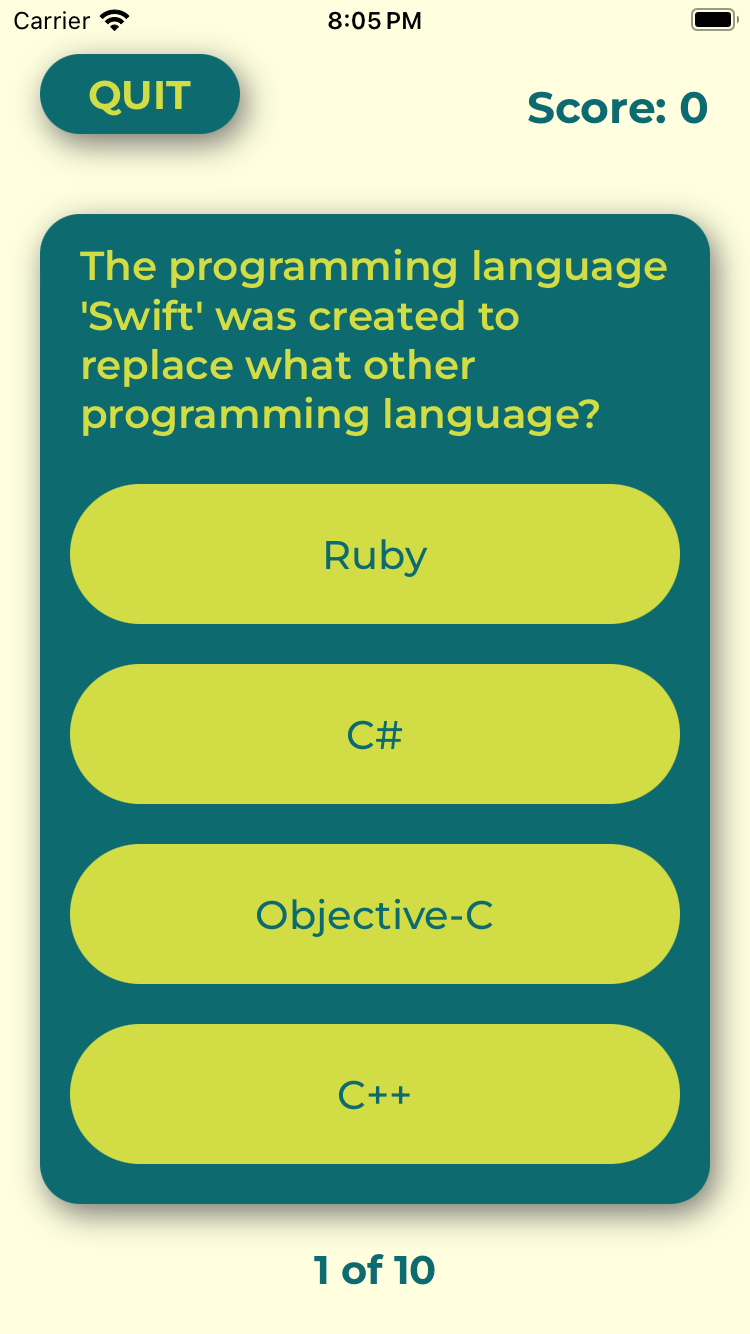 Carrier
8:05 PM
QUIT
Score: 0
The programming language
'Swift' was created to
replace what other
programming language?
Ruby
C#
Objective-C
C++
1 of 10